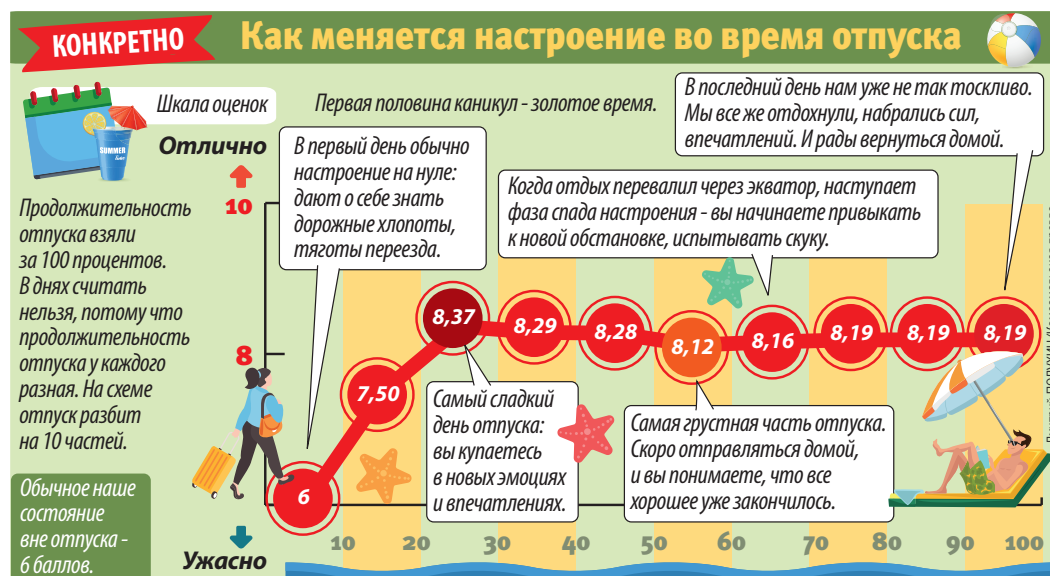 КОНКРЕТНО
Как меняется настроение во время отпуска
Шкала оценок
Первая половина каникул - золотое время.
В последний день нам уже не так тоскливо.
Мы все же отдохнули, набрались сил,
впечатлений. И рады вернуться домой.
SUMMER
Отлично
10
В первый день обычно
настроение на нуле:
дают о себе знать
дорожные хлопоты,
тяготы переезда.
Когда отдых перевалил через экватор, наступает
фаза спада настроения - вы начинаете привыкать
к новой обстановке, испытывать скуку.
Продолжительность
отпуска взяли
за 100 процентов.
В днях считать
нельзя, потому что
продолжительность
отпуска у каждого
разная. На схеме
отпуск разбит
на 10 частей.
8
6
7,50
8,37
8,29
8,28
8,12
8,16
8,19
8,19
8,19
Самый сладкий
день отпуска:
вы купаетесь
в новых эмоциях
и впечатлениях.
Самая грустная часть отпуска.
Скоро отправляться домой,
и вы понимаете, что все
хорошее уже закончилось.
Обычное наше
состояние
вне отпуска -
6 баллов.
Ужасно
10 20 30 40 50 60 70 80 90 100